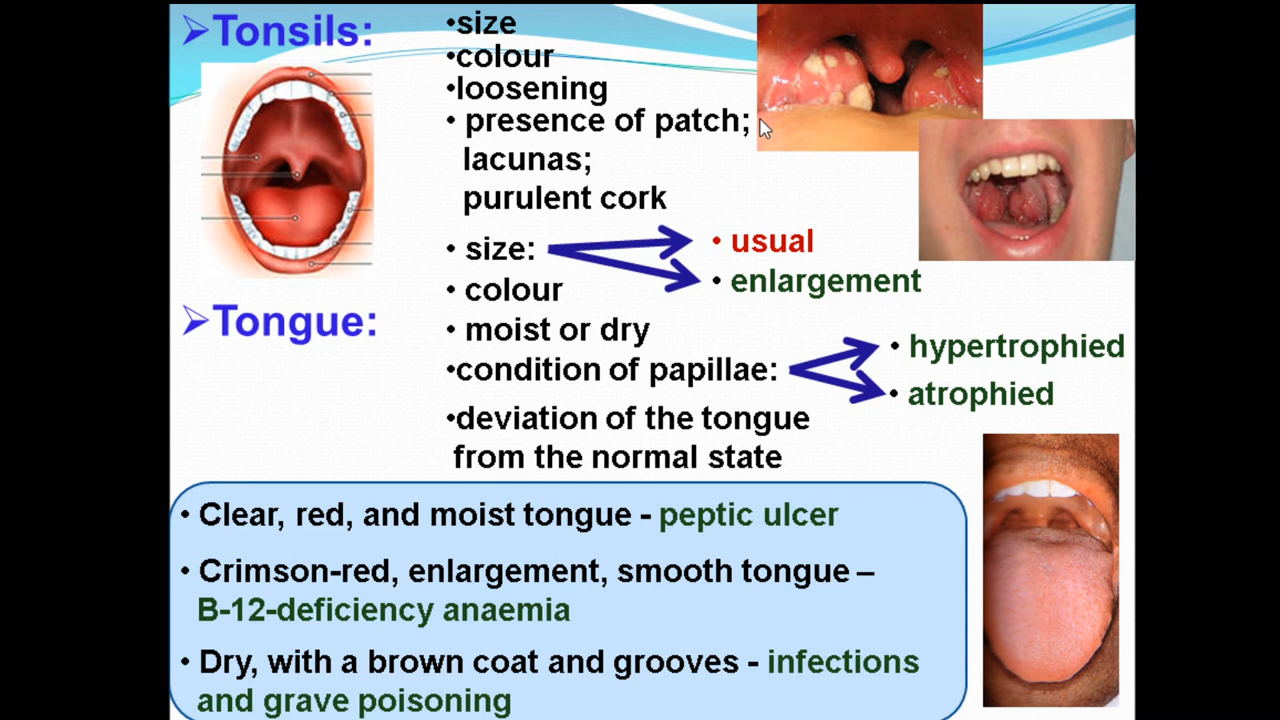 ➢Tonsils:
•size
•colour
•loosening
• presence of patch;
lacunas;
purulent cork
➢Tongue:
• size:
• usual
• enlargement
• colour
• moist or dry
•condition of papillae:
• hypertrophied
• atrophied
•deviation of the tongue
from the normal state
• Clear, red, and moist tongue - peptic ulcer
• Crimson-red, enlargement, smooth tongue –
B-12-deficiency anaemia
• Dry, with a brown coat and grooves - infections
and grave poisoning